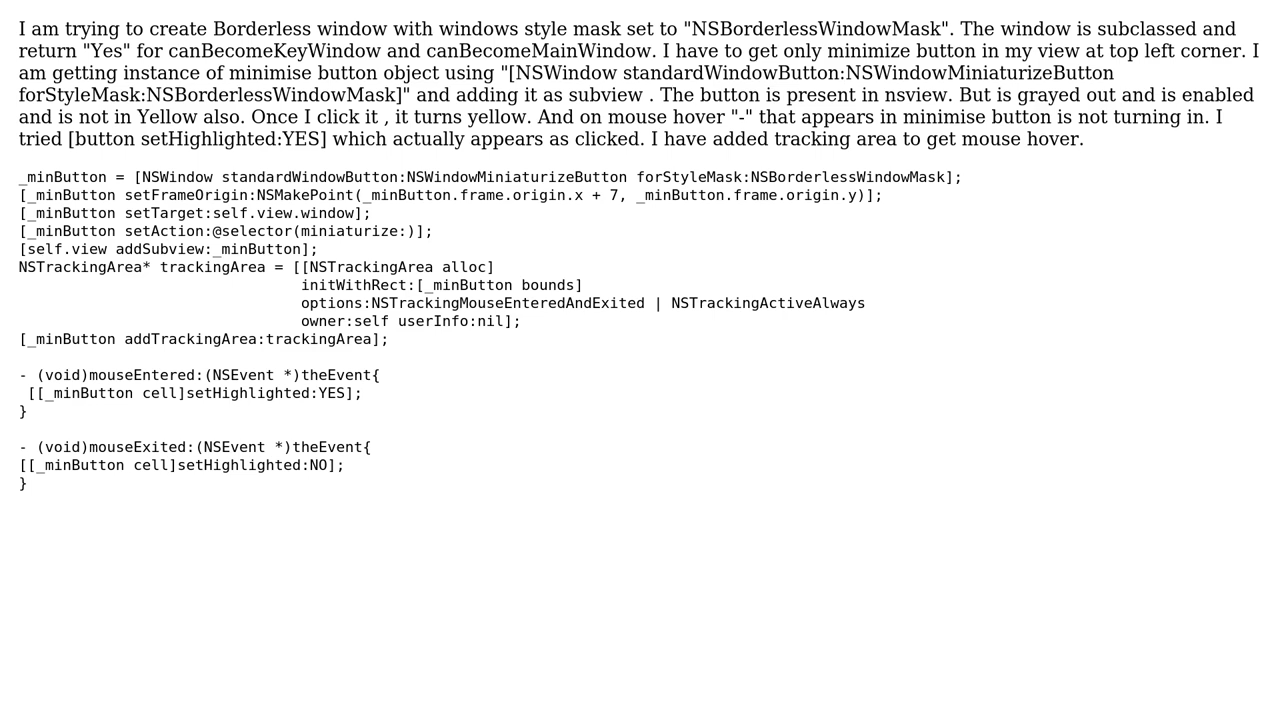 I am trying to create Borderless window with windows style mask set to "NSBorderlessWindowMask". The window is subclassed and
return "Yes" for canBecomeKeyWindow and canBecomeMainWindow. I have to get only minimize button in my view at top left corner. I
am getting instance of minimise button object using "[NSWindow standardWindowButton:NSWindowMiniaturizeButton
forStyleMask:NSBorderlessWindowMask]" and adding it as subview . The button is present in nsview. But is grayed out and is enabled
and is not in Yellow also. Once I click it , it turns yellow. And on mouse hover "-" that appears in minimise button is not turning in. I
tried [button setHighlighted:YES] which actually appears as clicked. I have added tracking area to get mouse hover.
_minButton = [NSWindow standardWindowButton:NSWindowMiniaturizeButton forStyleMask:NSBorderlessWindowMask];
[_minButton setFrameOrigin:NSMakePoint(_minButton.frame.origin.x + 7, _minButton.frame.origin.y)];
[_minButton setTarget:self.view.window];
[_minButton setAction:@selector(miniaturize:)];
[self.view addSubview:_minButton];
NSTrackingArea* trackingArea = [[NSTrackingArea alloc]
                                initWithRect:[_minButton bounds]
                                options:NSTrackingMouseEnteredAndExited | NSTrackingActiveAlways
                                owner:self userInfo:nil];
[_minButton addTrackingArea:trackingArea];
- (void)mouseEntered:(NSEvent *)theEvent{
 [[_minButton cell]setHighlighted:YES];
}
- (void)mouseExited:(NSEvent *)theEvent{
[[_minButton cell]setHighlighted:NO];
}